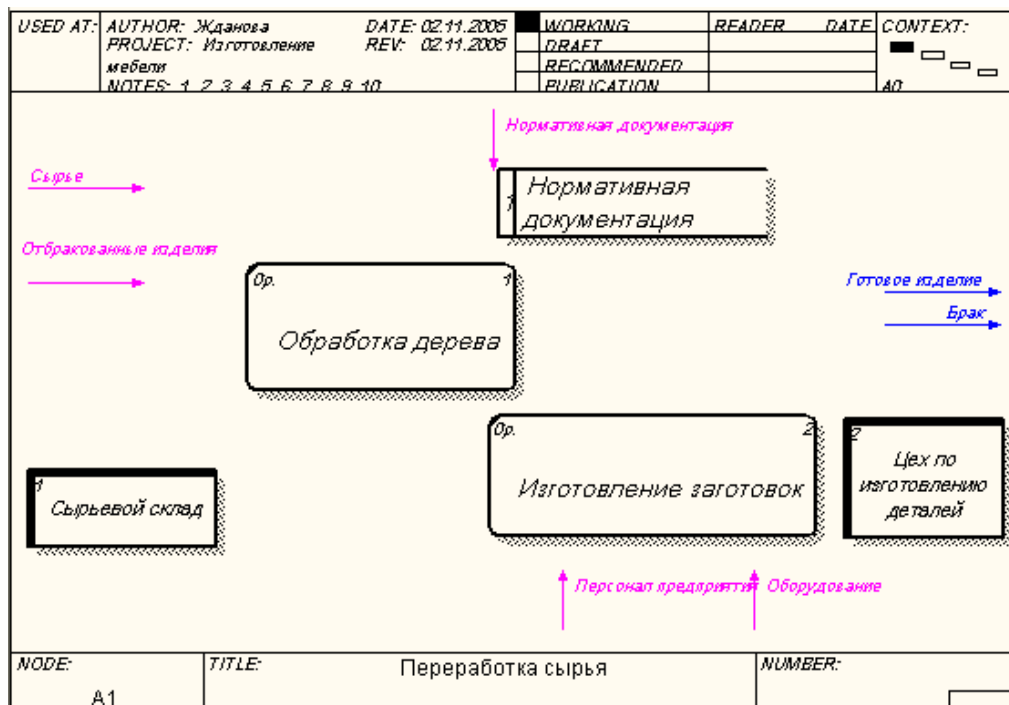 USED AT:
AUTHOR: Жданова
DATE: 02.11.2005
PROJECT: Изготовление
REV: 02.11.2005
мебели
NOTES: 1 2 3 4 5 6 7 8 9 10
WORKING
READER
DATE
DRAFT
RECOMMENDED
PUBLICATION
CONTEXT:
A0
Нормативная документация
Сырье
1
Нормативная
документация
Отбракованные изделия
0р.
1
Обработка дерева
Готовое изделие
Брак
0р.
2
Изготовление заготовок
2
Цех по
изготовлению
деталей
1
Сырьевой склад
Персонал предприятия
Оборудование
NODE:
A1
TITLE:
Переработка сырья
NUMBER: